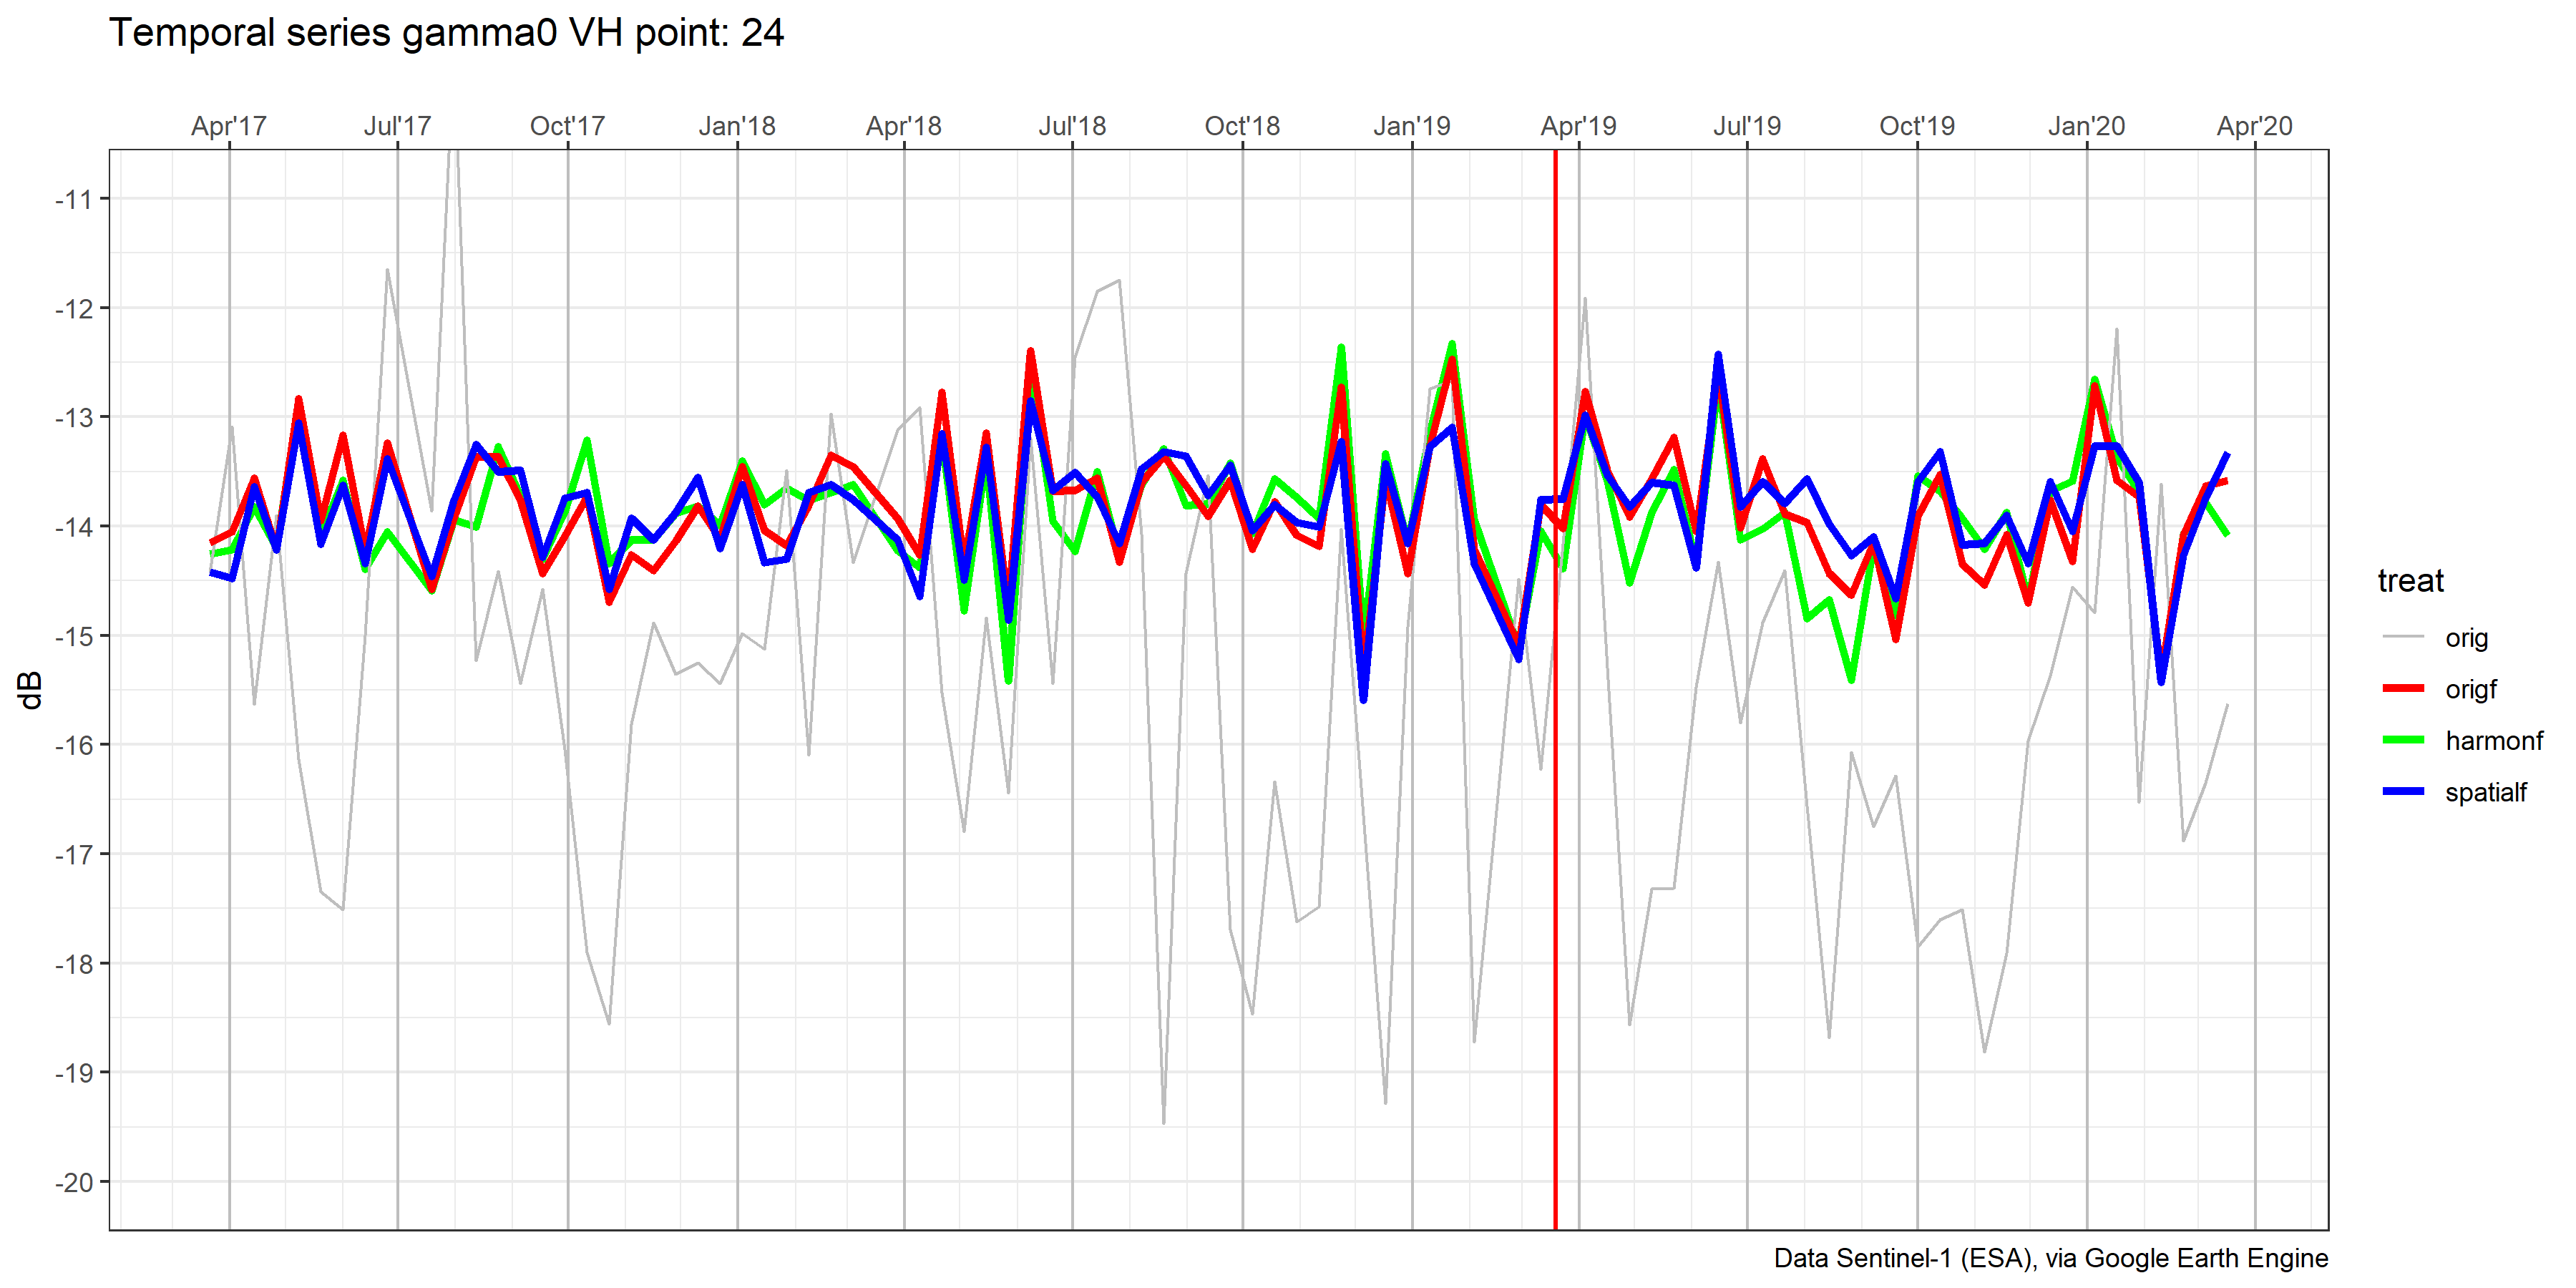 Temporal series gamma0 VH point: 24
Apr'17 Jul'17 Oct'17 Jan'18 Apr'18 Jul'18 Oct'18 Jan'19 Apr'19 Jul'19 Oct'19 Jan'20 Apr'20
-11
-12
-13
-14
-15
-16
-17
-18
-19
-20
dB
treat
orig
origf
harmonf
spatialf
Data Sentinel-1 (ESA), via Google Earth Engine